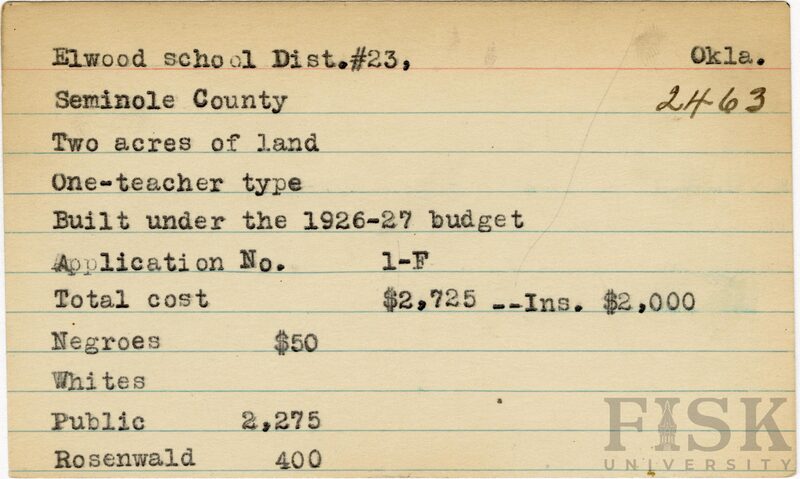 Elwood school Dist.#23, Okla.
Seminole County 2463
Two acres of land
One-teacher type
Built under the 1926-27 budget
Application No. 1-F
Total cost $2,725 --Ins. $2,000
Negroes $50
Whites
Public 2,275
Rosenwald 400
FISK
UNIVERSITY